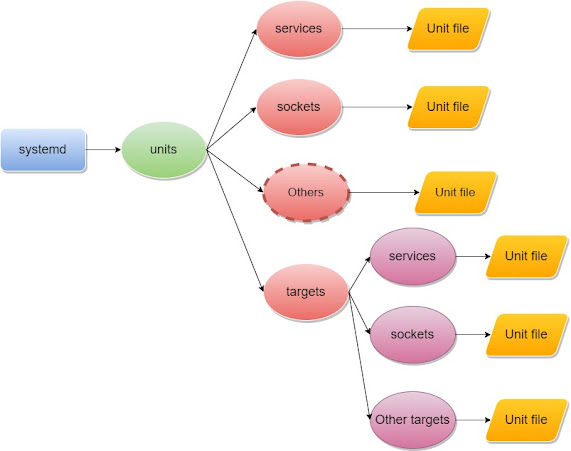 services
Unit file
sockets
Unit file
systemd
units
Others
Unit file
targets
services
Unit file
sockets
Unit file
Other targets
Unit file